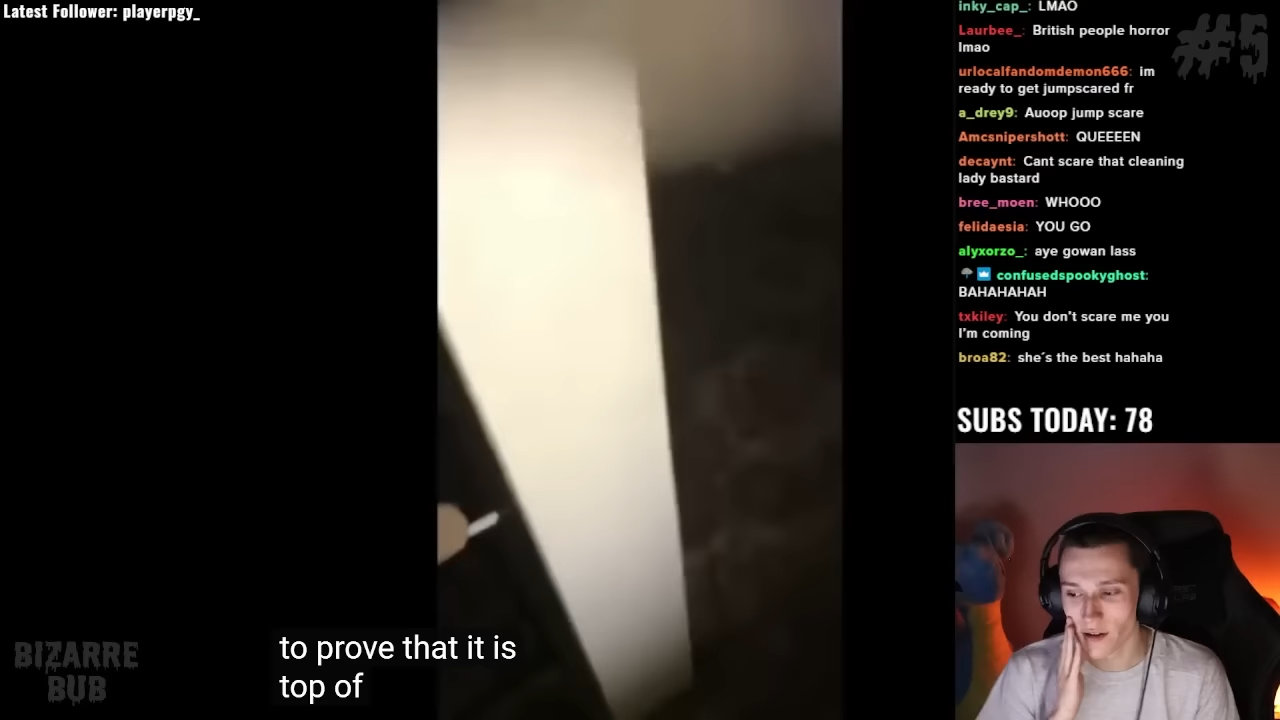 Latest Follower: playerpgy_
inky_cap_: LMAO
Laurbee_: British people horror
lmao
#5
urlocalfandomdemon666: im
ready to get jumpscared fr
a_drey9: Auoop jump scare
Amcsnipershott: QUEEEEN
decaynt: Cant scare that cleaning
lady bastard
bree_moen: WHOOO
felidaesia: YOU GO
alyxorzo_: aye gowan lass
confusedspookyghost:
BAHAHAHAH
txkiley: You don't scare me you
I'm coming
broa82: she´s the best hahaha
SUBS TODAY: 78
to prove that it is
top of
BIZARRE
BUB